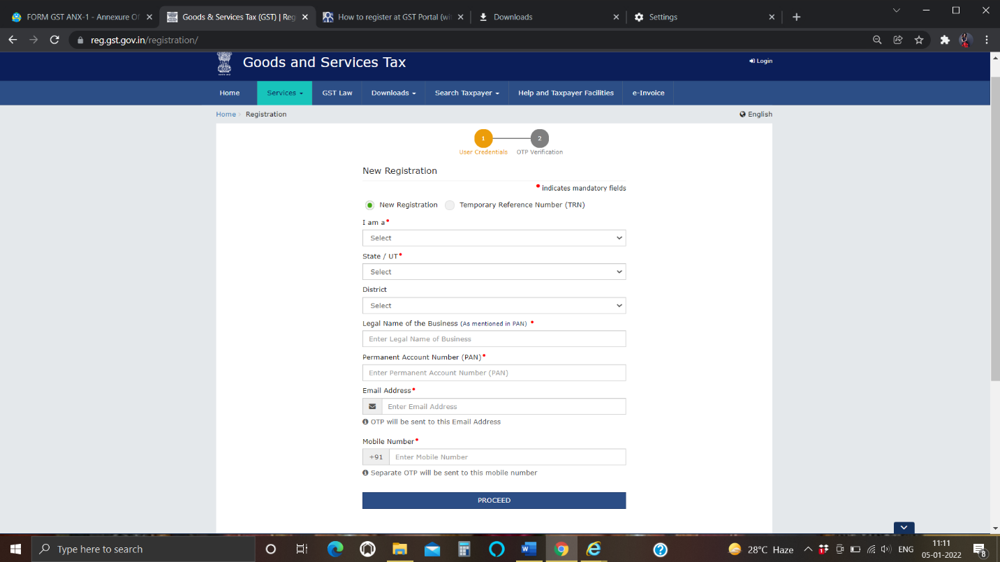 FORM GST ANX-1 - Annexure Of
Goods & Services Tax (GST) | Reg
How to register at GST Portal (wi
Downloads
Settings
reg.gst.gov.in/registration/
Goods and Services Tax
Login
Home
Services
GST Law
Downloads
Search Taxpayer
Help and Taxpayer Facilities
e-Invoice
Home
Registration
English
1
2
User Credentials
OTP Verification
New Registration
• indicates mandatory fields
New Registration
Temporary Reference Number (TRN)
I am a•
Select
State / UT•
Select
District
Select
Legal Name of the Business (As mentioned in PAN) •
Enter Legal Name of Business
Permanent Account Number (PAN)•
Enter Permanent Account Number (PAN)
Email Address•
Enter Email Address
OTP will be sent to this Email Address
Mobile Number•
+91
Enter Mobile Number
Separate OTP will be sent to this mobile number
PROCEED
Type here to search
28°C Haze
1
ENG
11:11
05-01-2022
8